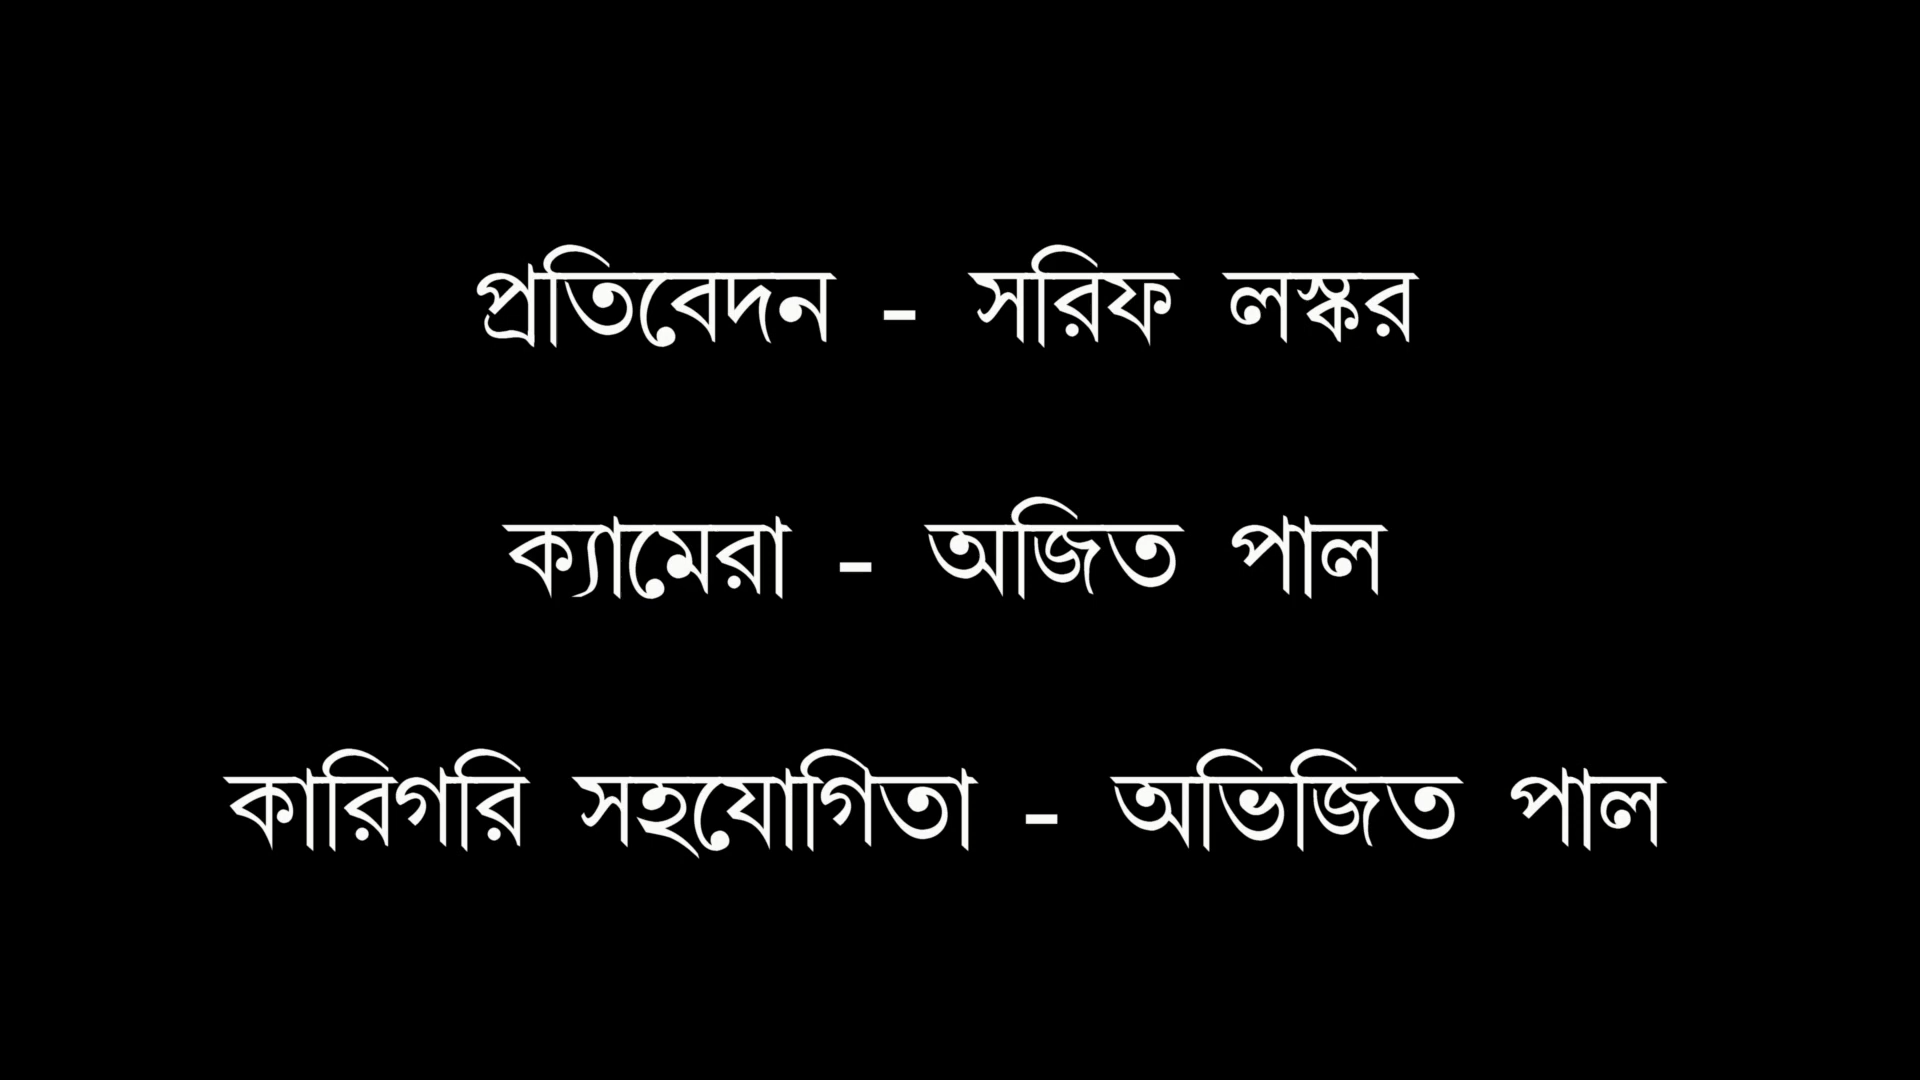 প্রতিবেদন - সরিফ লস্কর
ক্যামেরা - অজিত পাল
কারিগরি সহযোগিতা - অভিজিত পাল